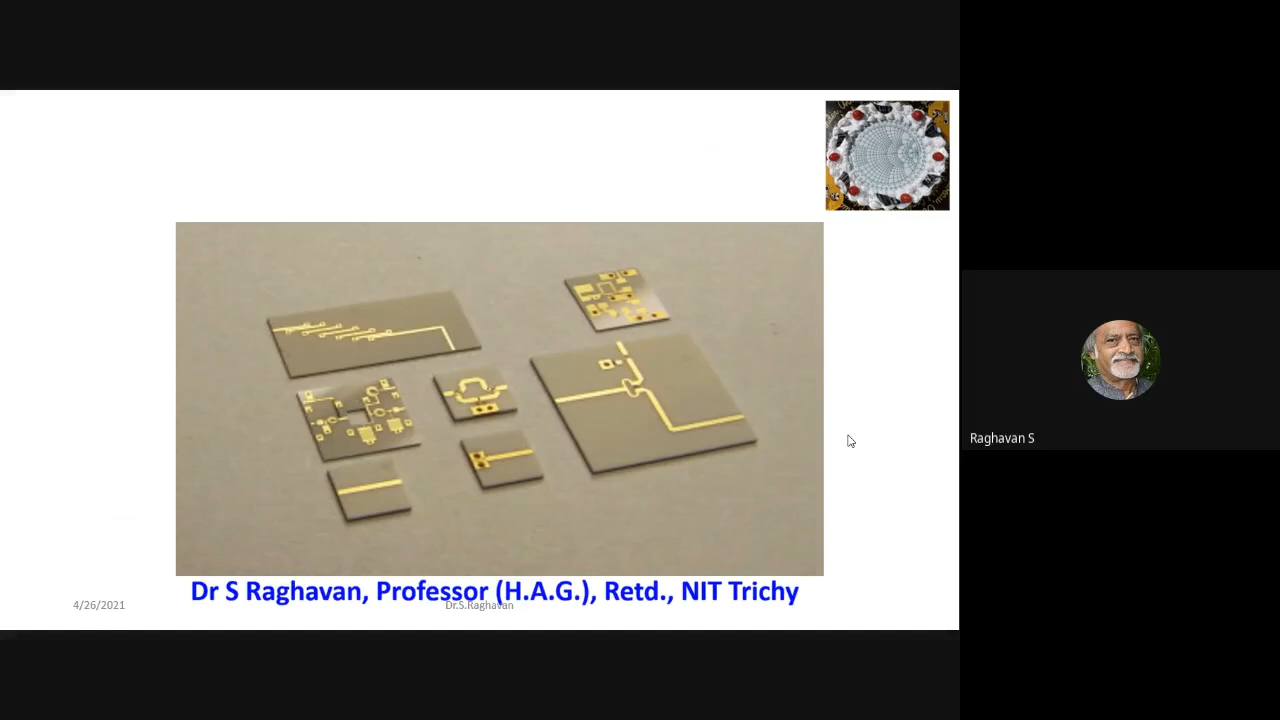 Dr S Raghavan, Professor (H.A.G.), Retd., NIT Trichy
4/26/2021
Dr.S.Raghavan
Raghavan S